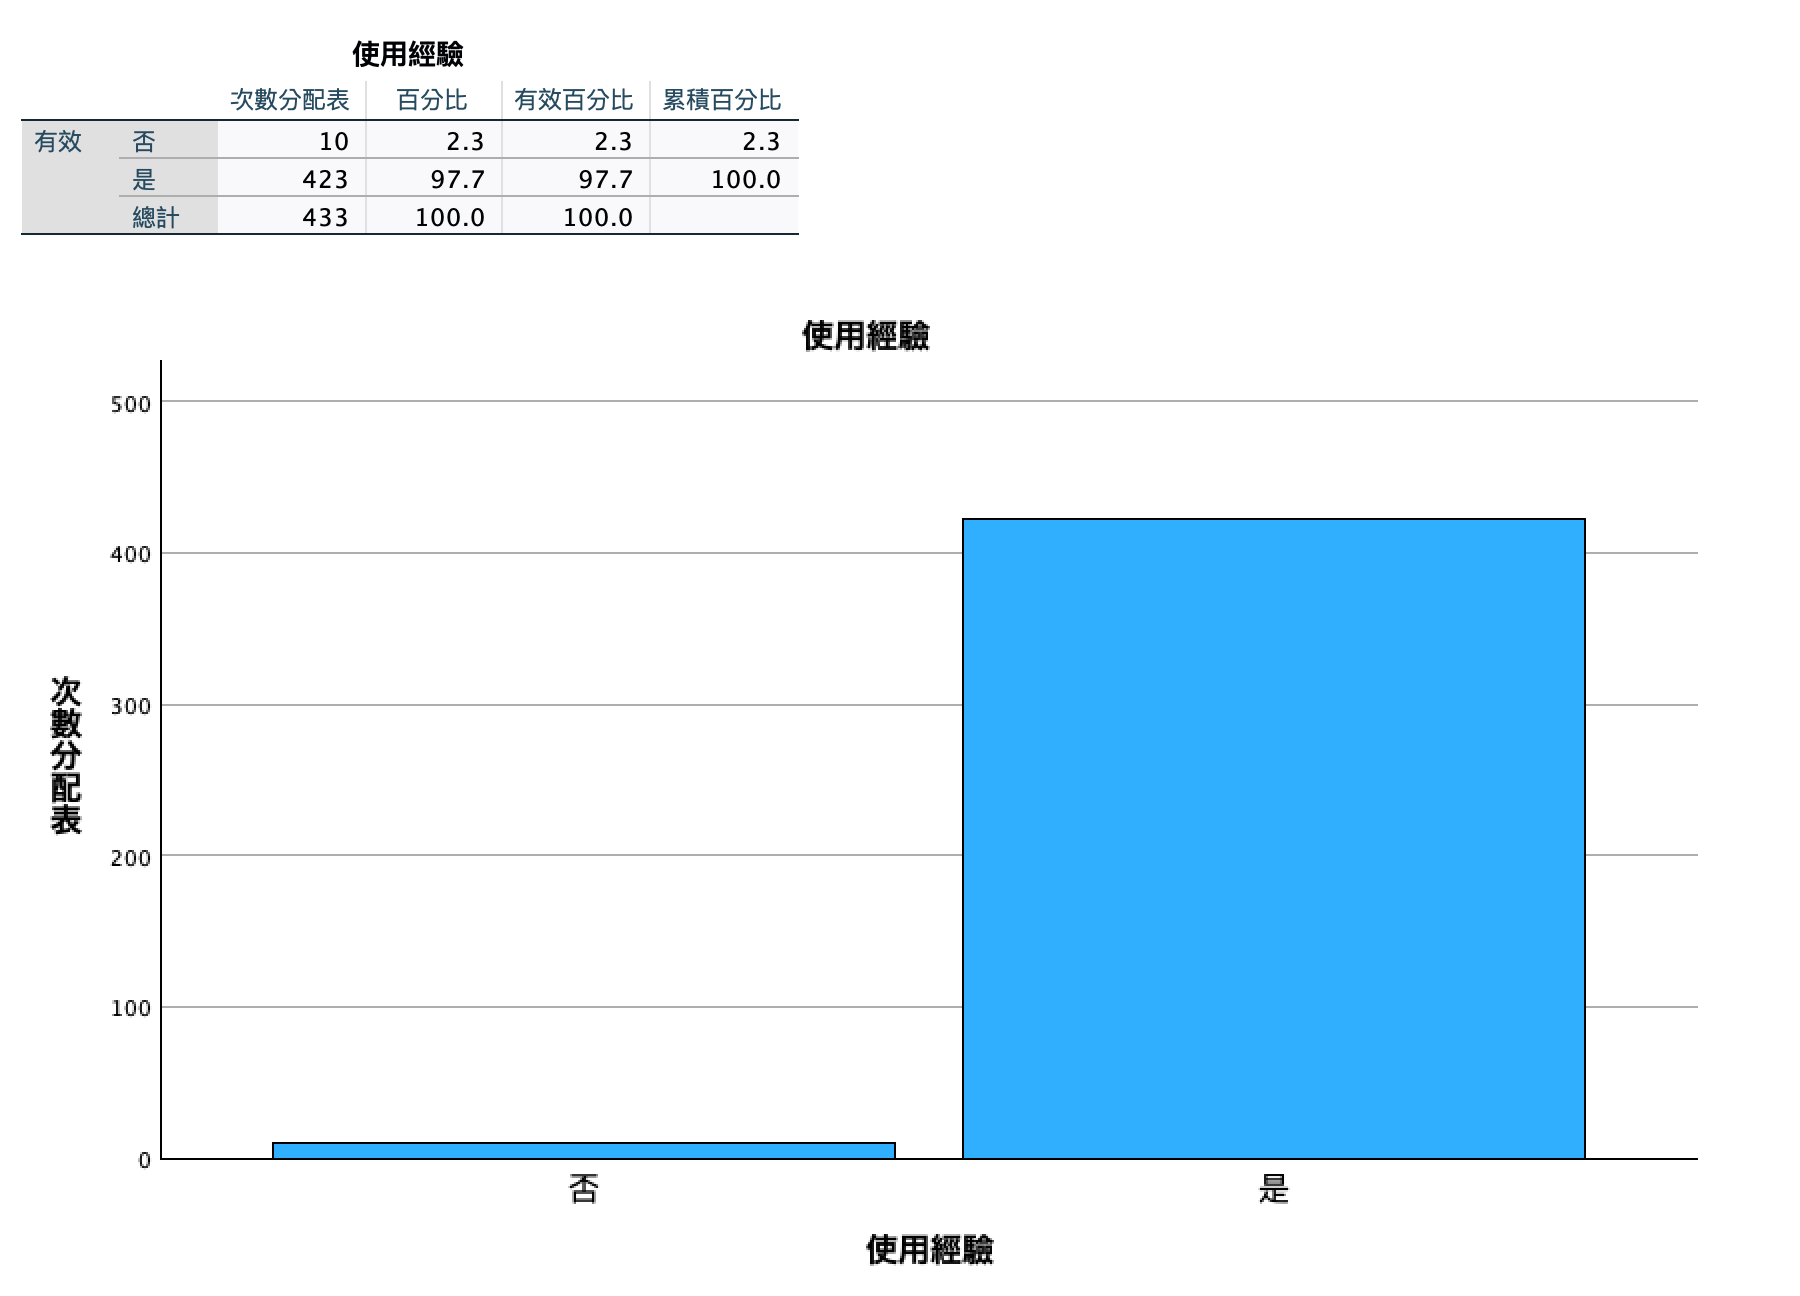 使用經驗
次數分配表 百分比 有效百分比 累積百分比
有效 否 10 2.3 2.3 2.3
是 423 97.7 97.7 100.0
總計 433 100.0 100.0
使用經驗
500
400
300
200
100
0
次數分配表
否 是
使用經驗